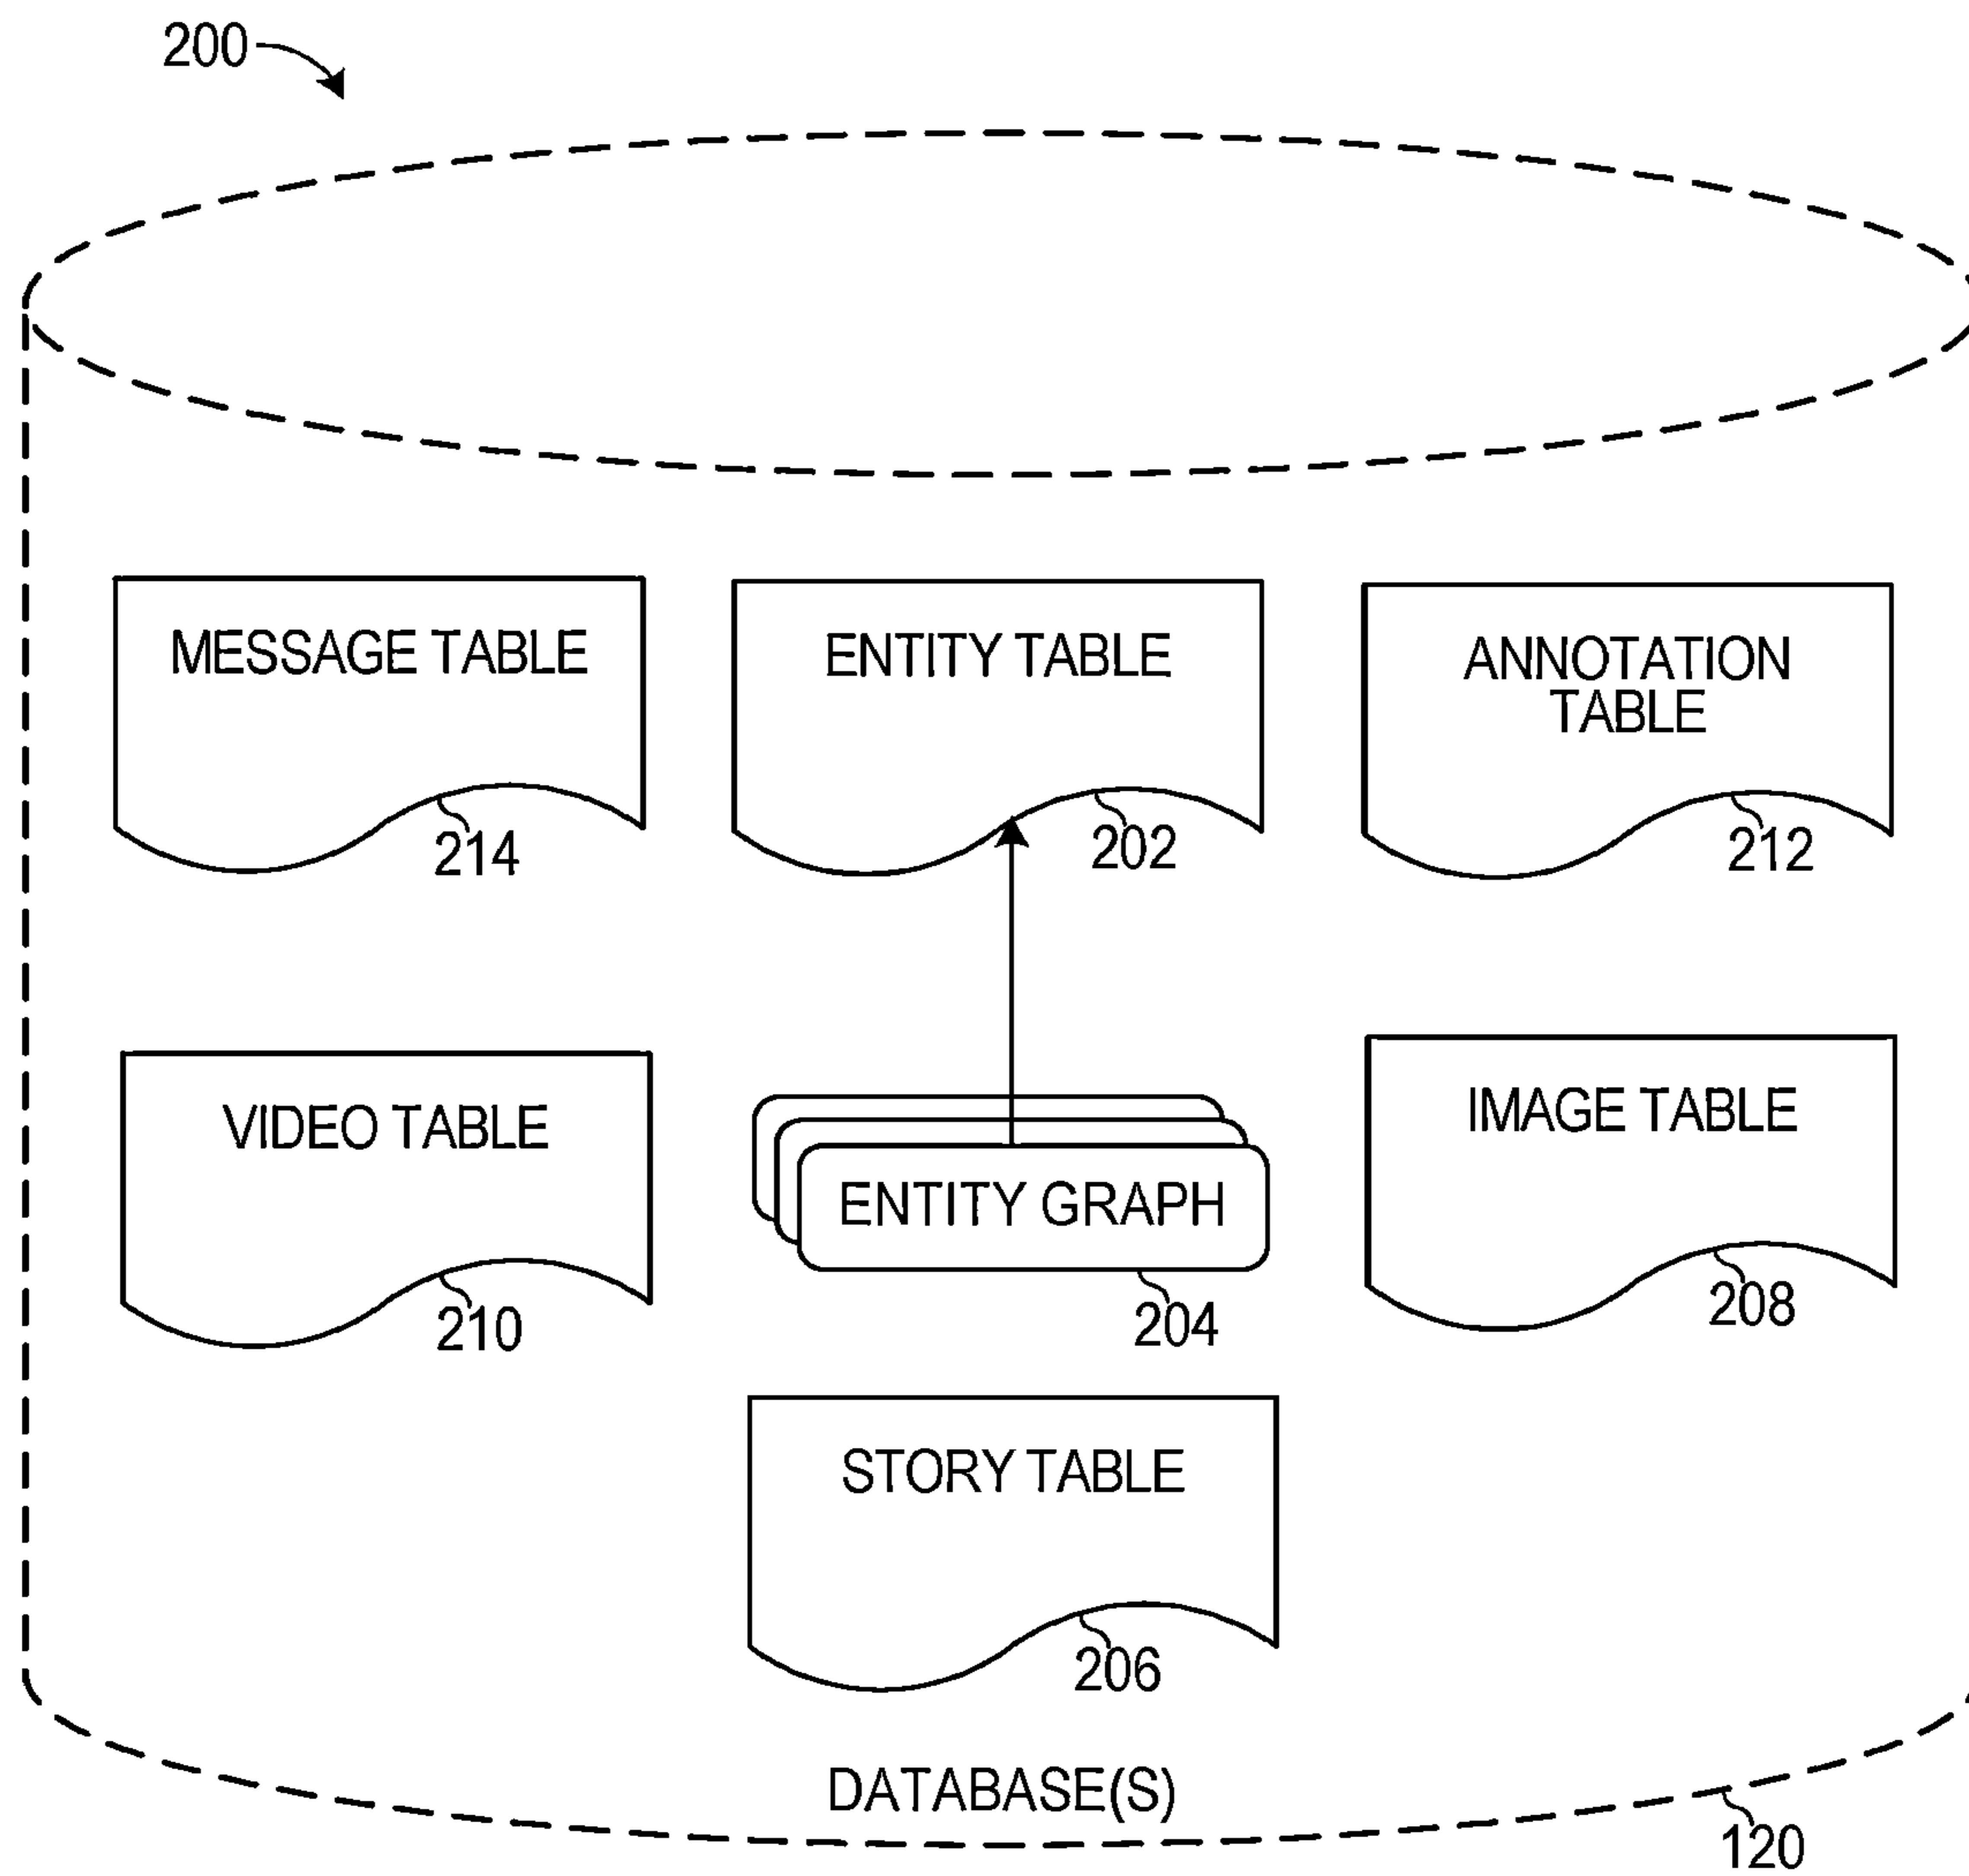 200
MESSAGE TABLE
214
ENTITY TABLE
202
ANNOTATION
TABLE
212
VIDEO TABLE
210
ENTITY GRAPH
204
IMAGE TABLE
208
STORY TABLE
206
DATABASE(S)
120